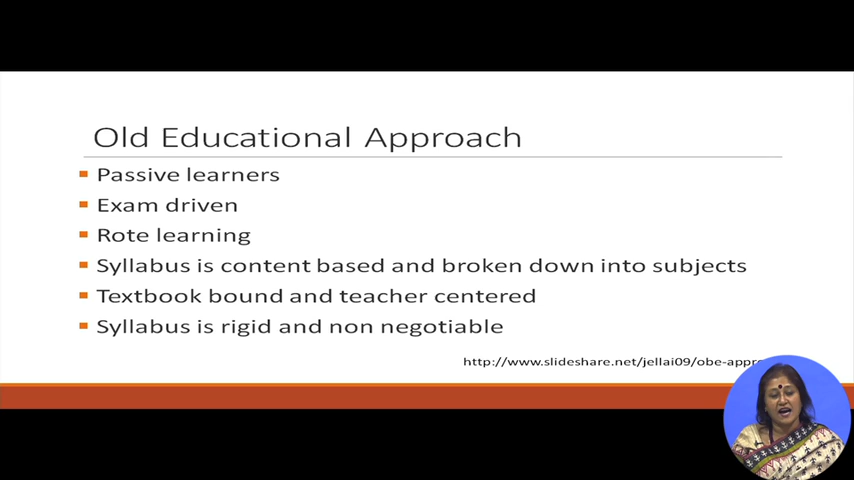 Old Educational Approach
Passive learners
Exam driven
Rote learning
Syllabus is content based and broken down into subjects
Textbook bound and teacher centered
Syllabus is rigid and non negotiable
http://www.slideshare.net/jellai09/obe-appro